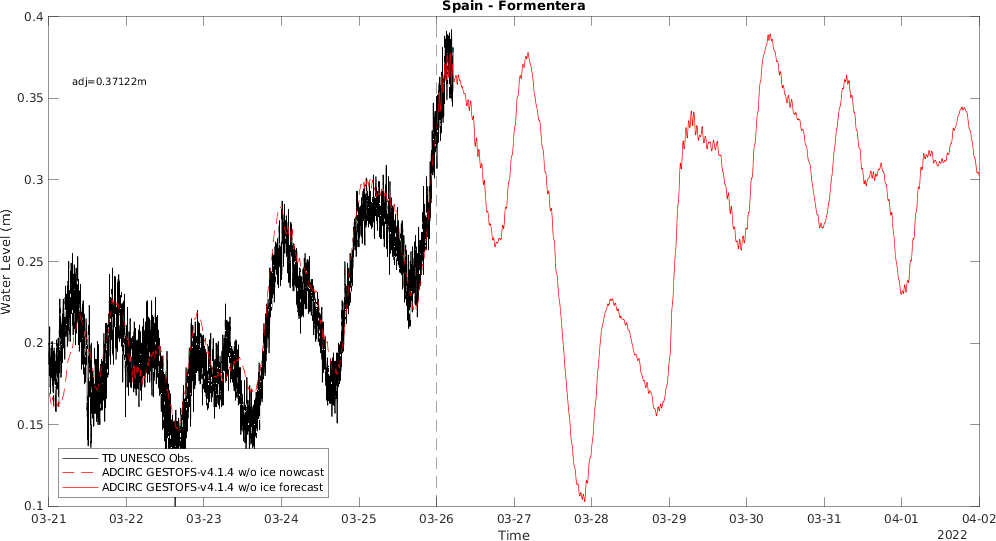 Spain - Formentera
0.4
0.35
0.3
0.25
0.2
0.15
0.1
Water Level (m)
adj=0.37122m
TD UNESCO Obs.
ADCIRC GESTOFS-v4.1.4 w/o ice nowcast
ADCIRC GESTOFS-v4.1.4 w/o ice forecast
03-21 03-22 03-23 03-24 03-25 03-26 03-27 03-28 03-29 03-30 03-31 04-01 04-02
Time
2022